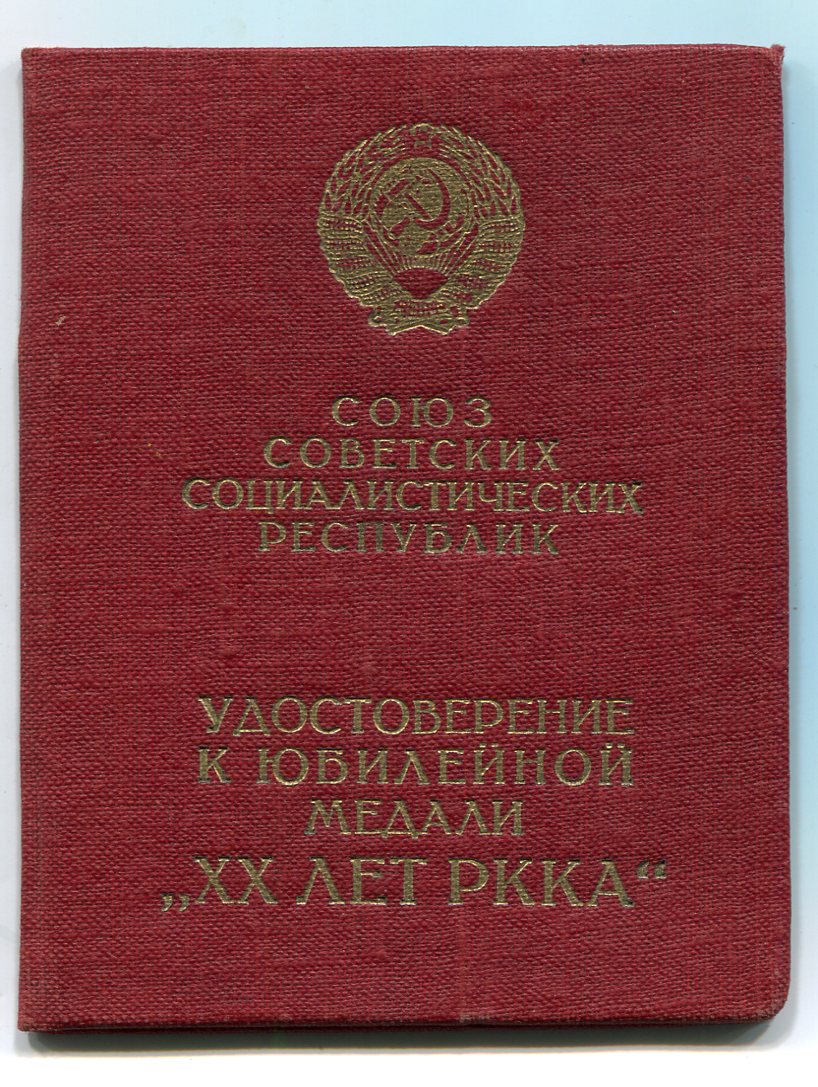 СОЮЗ
СОВЕТСКИХ
СОЦИАЛИСТИЧЕСКИХ
РЕСПУБЛИК
УДОСТОВЕРЕНИЕ
К ЮБИЛЕЙНОЙ
МЕДАЛИ
„XX ЛЕТ РККА“